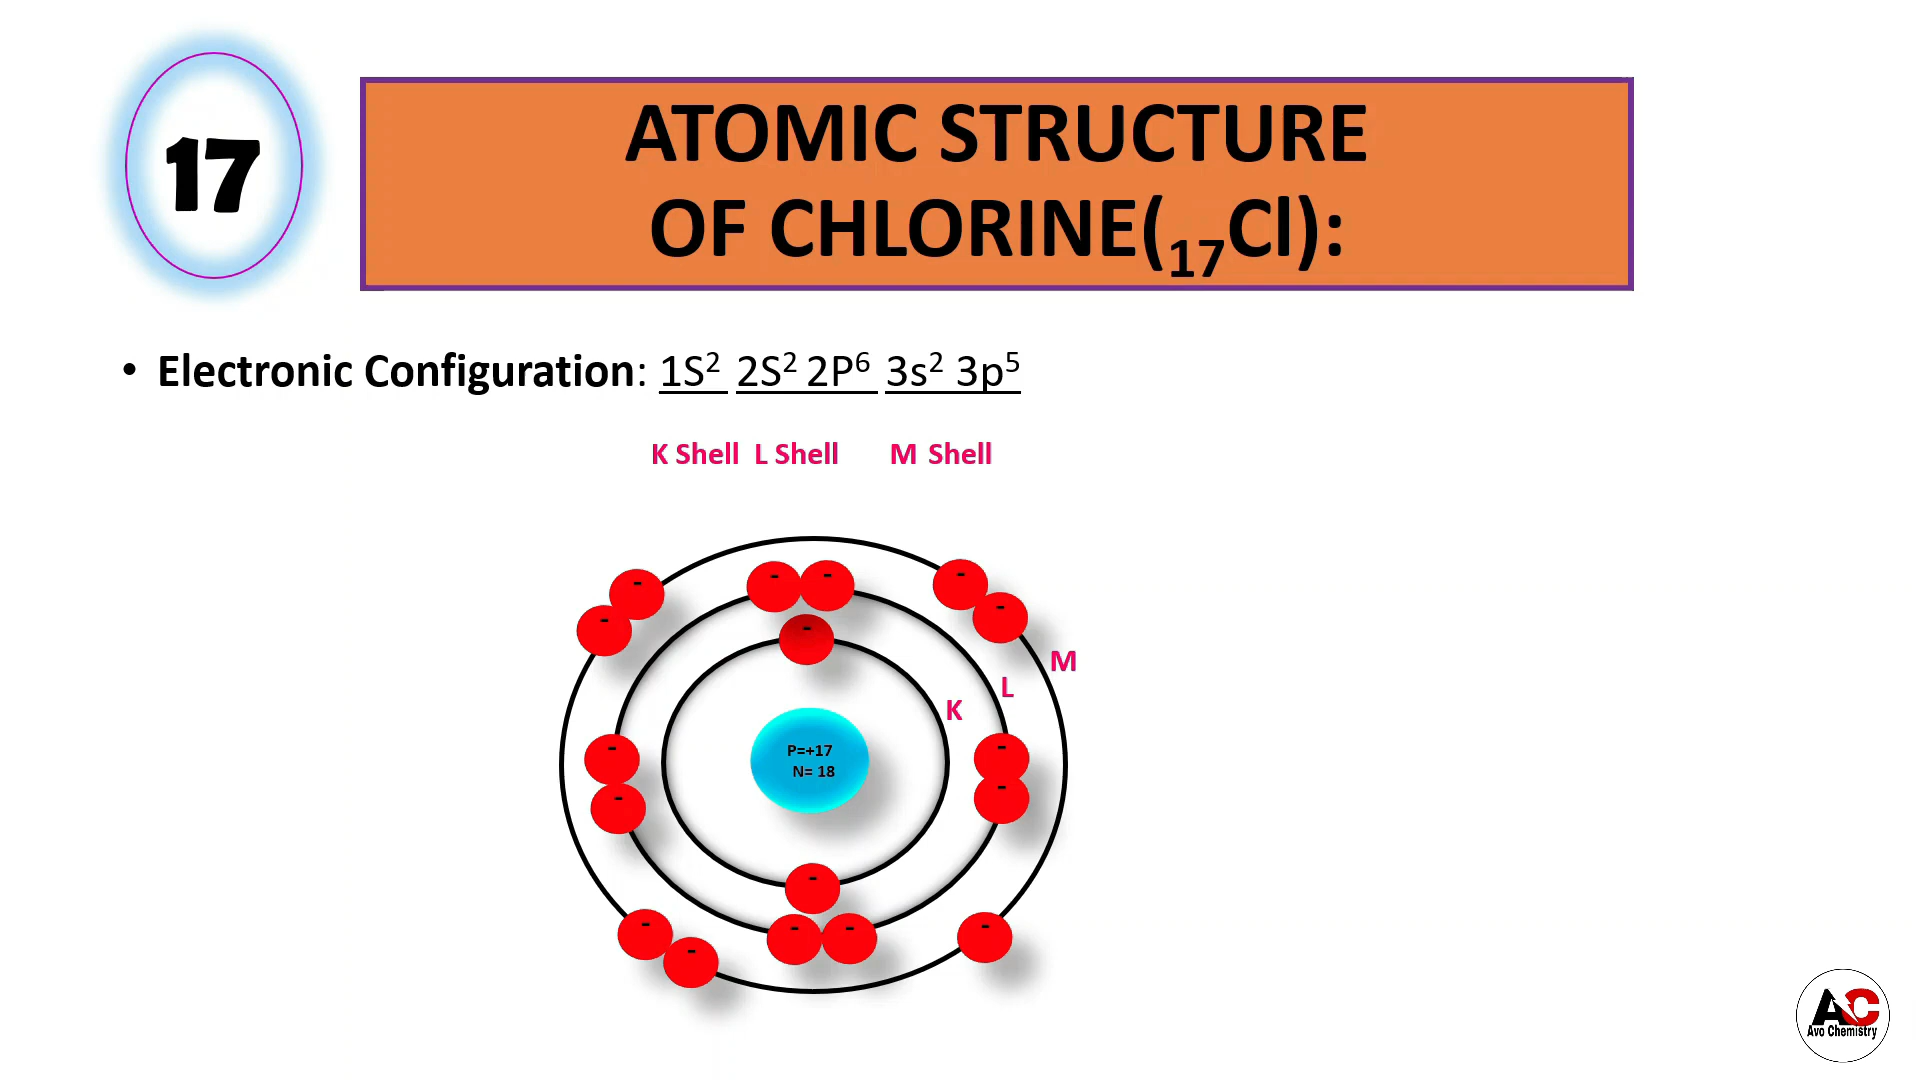 17
ATOMIC STRUCTURE
OF CHLORINE(₁₇Cl):
• Electronic Configuration: 1S² 2S² 2P⁶ 3s² 3p⁵
K Shell L Shell M Shell
- - -
- -
-
M
L
K
P=+17
N= 18
- -
- -
-
- - - -
-
AC
Avo Chemistry